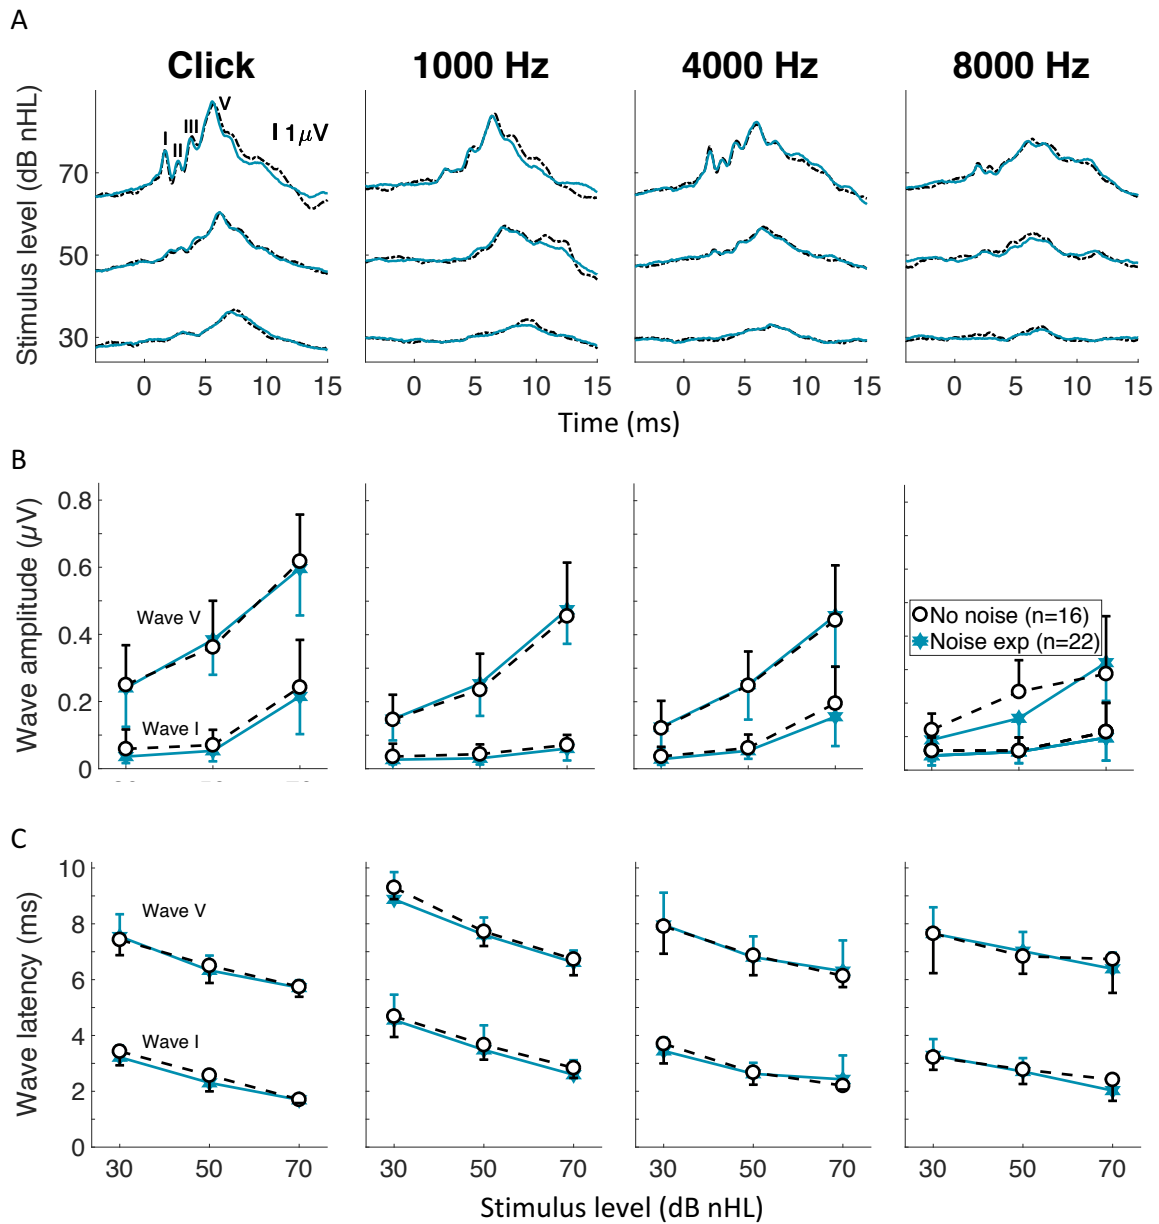 A
Click 1000 Hz 4000 Hz 8000 Hz
Stimulus level (dB nHL)
70
50
30
I II III V
I 1μV
0 5 10 15 0 5 10 15 0 5 10 15 0 5 10 15
Time (ms)
B
Wave amplitude (μV)
0.8
0.6
0.4
0.2
0
Wave V
Wave I
No noise (n=16)
Noise exp (n=22)
C
Wave latency (ms)
10
8
6
4
2
0
Wave V
Wave I
30 50 70 30 50 70 30 50 70 30 50 70
Stimulus level (dB nHL)